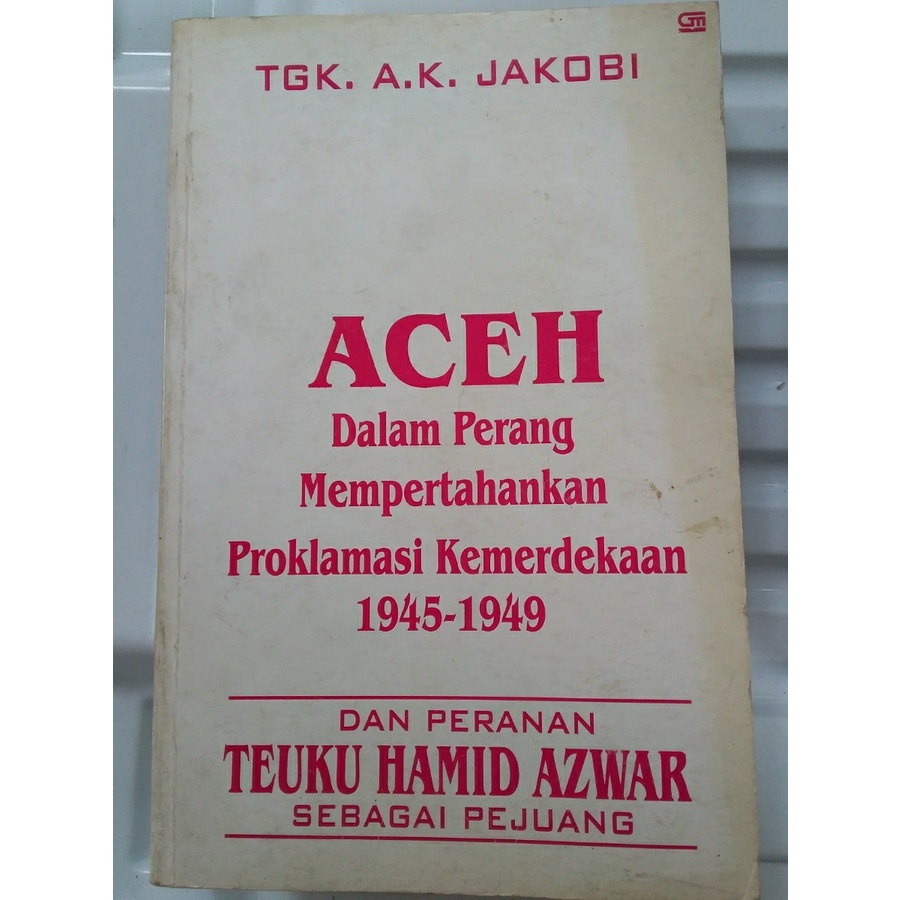 TGK. A.K. JAKOBI
ACEH
Dalam Perang
Mempertahankan
Proklamasi Kemerdekaan
1945-1949
DAN PERANAN
TEUKU HAMID AZWAR
SEBAGAI PEJUANG